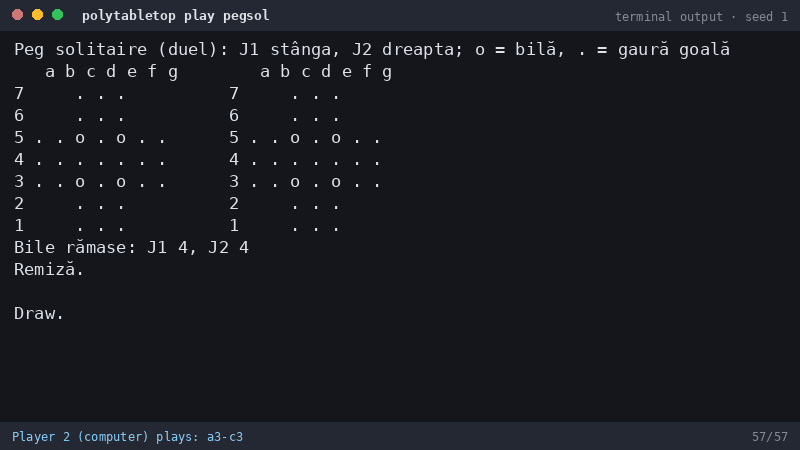 polytabletop play pegsol
terminal output · seed 1
Peg solitaire (duel): J1 stânga, J2 dreapta; o = bilă, . = gaură goală
   a b c d e f g        a b c d e f g
7     . . .          7     . . .
6     . . .          6     . . .
5 . . o . o . .      5 . . o . o . .
4 . . . . . . .      4 . . . . . . .
3 . . o . o . .      3 . . o . o . .
2     . . .          2     . . .
1     . . .          1     . . .
Bile rămase: J1 4, J2 4
Remiză.
Draw.
Player 2 (computer) plays: a3-c3
57/57